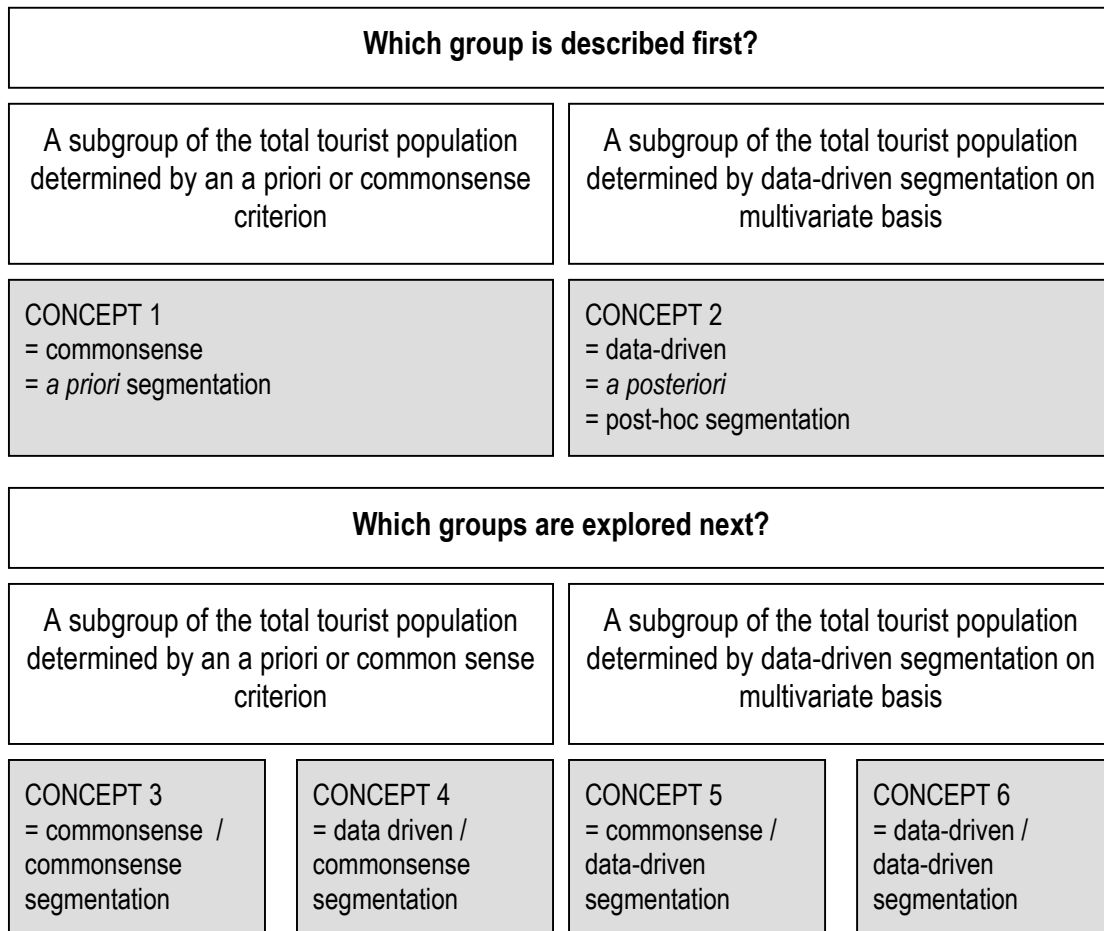 Which group is described first?
A subgroup of the total tourist population
determined by an a priori or commonsense
criterion
A subgroup of the total tourist population
determined by data-driven segmentation on
multivariate basis
CONCEPT 1
= commonsense
= a priori segmentation
CONCEPT 2
= data-driven
= a posteriori
= post-hoc segmentation
Which groups are explored next?
A subgroup of the total tourist population
determined by an a priori or common sense
criterion
A subgroup of the total tourist population
determined by data-driven segmentation on
multivariate basis
CONCEPT 3
= commonsense /
commonsense
segmentation
CONCEPT 4
= data driven /
commonsense
segmentation
CONCEPT 5
= commonsense /
data-driven
segmentation
CONCEPT 6
= data-driven /
data-driven
segmentation